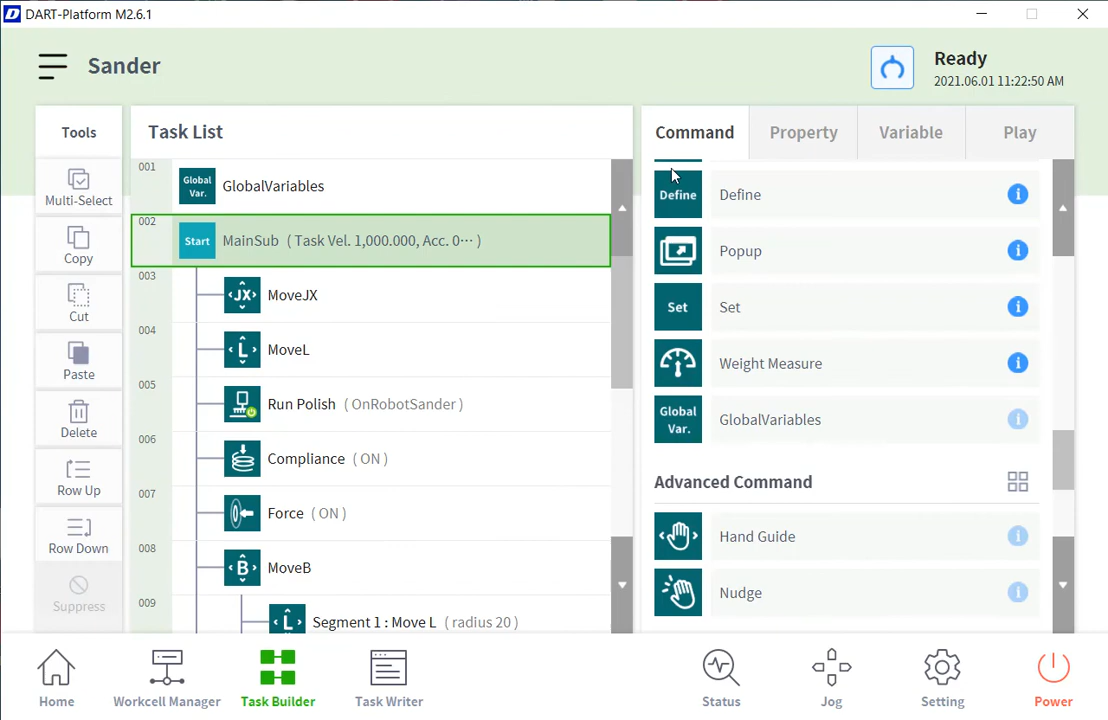 DART-Platform M2.6.1
Sander
Ready
2021.06.01 11:22:50 AM
Tools
Multi-Select
Copy
Cut
Paste
Delete
Row Up
Row Down
Suppress
Task List
001 Global Var. GlobalVariables
002 Start MainSub ( Task Vel. 1,000.000, Acc. 0··· )
003 JX MoveJX
004 L MoveL
005 Run Polish ( OnRobotSander )
006 Compliance ( ON )
007 Force ( ON )
008 B MoveB
009 L Segment 1 : Move L ( radius 20 )
Command Property Variable Play
Define Define
Popup
Set Set
Weight Measure
Global Var. GlobalVariables
Advanced Command
Hand Guide
Nudge
Home Workcell Manager Task Builder Task Writer Status Jog Setting Power